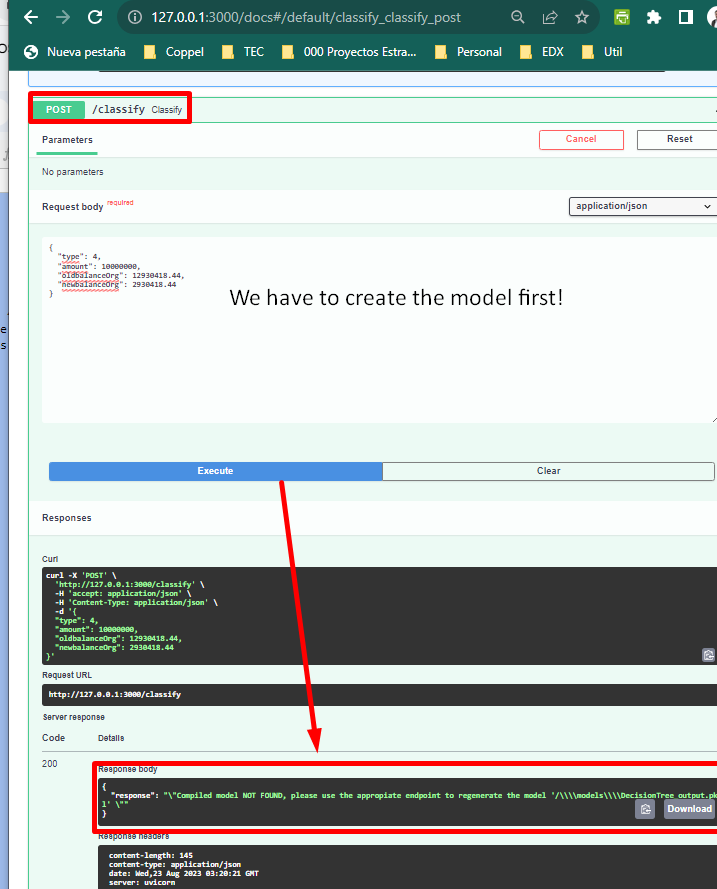 127.0.0.1:3000/docs#/default/classify_classify_post
Nueva pestaña Coppel TEC 000 Proyectos Estra... Personal EDX Util
POST /classify Classify
Parameters Cancel Reset
No parameters
Request body required application/json
{
"type": 4,
"amount": 10000000,
"oldbalanceOrg": 12930418.44,
"newbalanceOrg": 2930418.44
}
We have to create the model first!
Execute Clear
Responses
Curl
curl -X 'POST' \
'http://127.0.0.1:3000/classify' \
-H 'accept: application/json' \
-H 'Content-Type: application/json' \
-d '{
"type": 4,
"amount": 10000000,
"oldbalanceOrg": 12930418.44,
"newbalanceOrg": 2930418.44
}'
Request URL
http://127.0.0.1:3000/classify
Server response
Code Details
200
Response body
{
"response": "\"Compiled model NOT FOUND, please use the appropiate endpoint to regenerate the model '/\\\\models\\\\DecisionTree_output.pk
l' \""
}
Download
Response headers
content-length: 145
content-type: application/json
date: Wed,23 Aug 2023 03:20:21 GMT
server: uvicorn